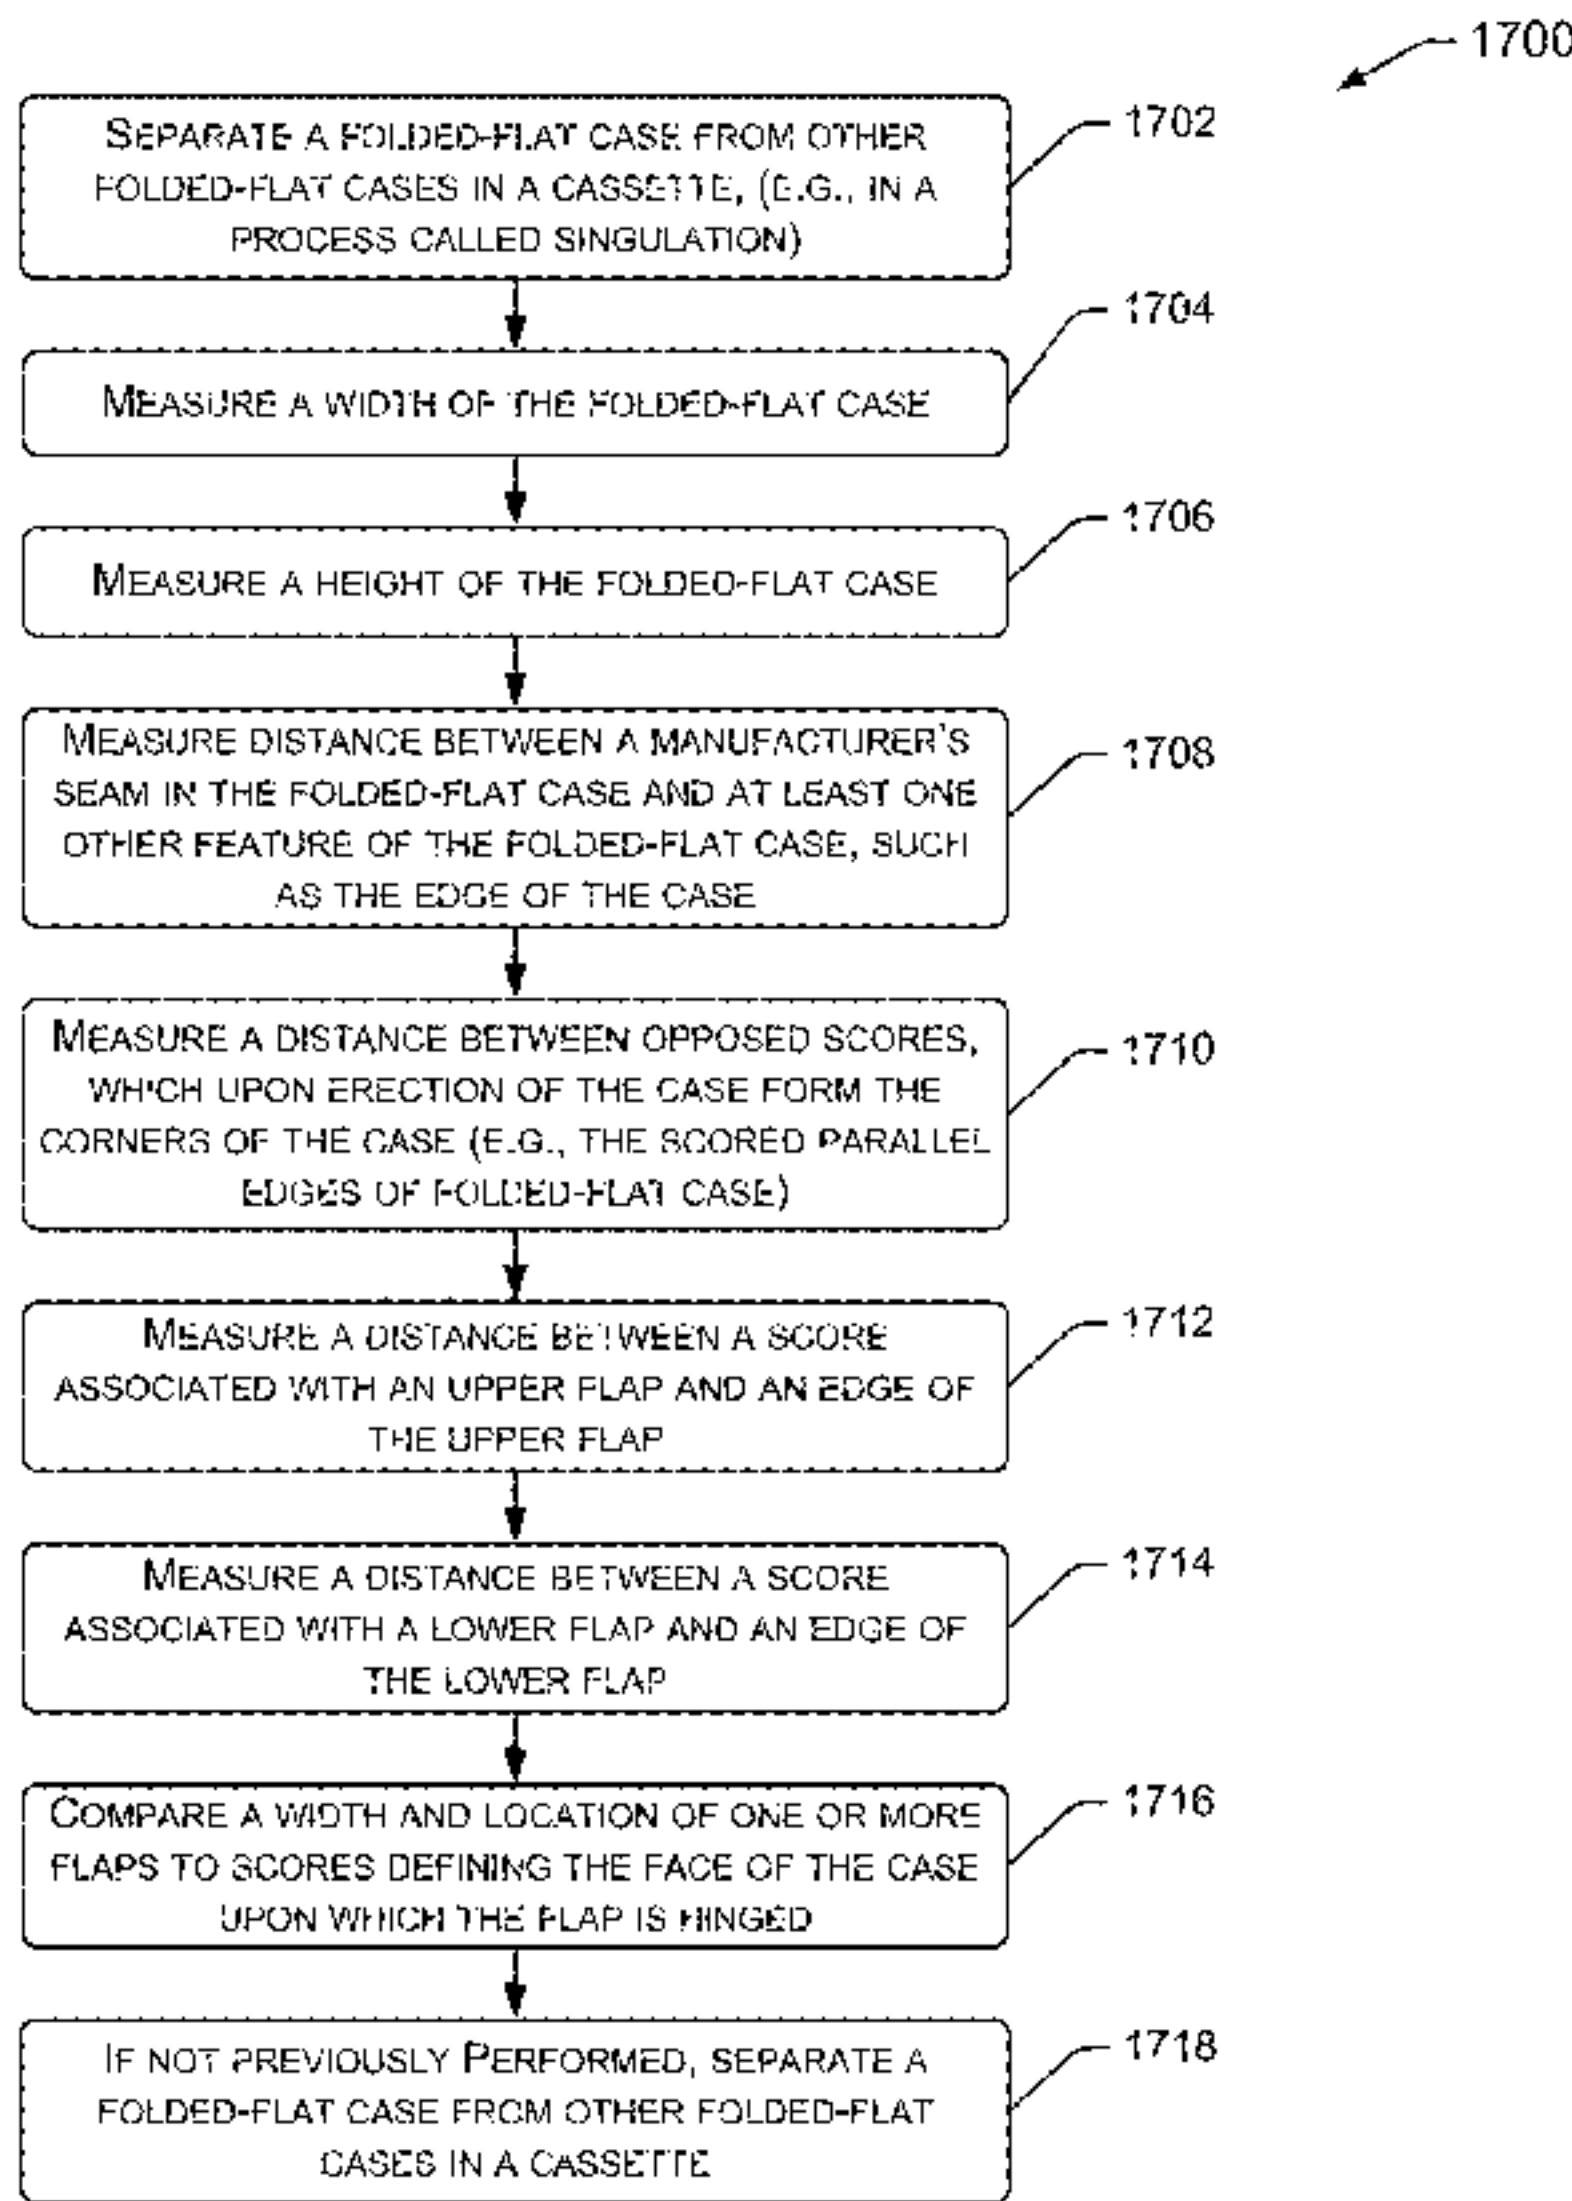 1700
SEPARATE A FOLDED-FLAT CASE FROM OTHER
FOLDED-FLAT CASES IN A CASSETTE, (E.G., IN A
PROCESS CALLED SINGULATION)
1702
MEASURE A WIDTH OF THE FOLDED-FLAT CASE
1704
MEASURE A HEIGHT OF THE FOLDED-FLAT CASE
1706
MEASURE DISTANCE BETWEEN A MANUFACTURER'S
SEAM IN THE FOLDED-FLAT CASE AND AT LEAST ONE
OTHER FEATURE OF THE FOLDED-FLAT CASE, SUCH
AS THE EDGE OF THE CASE
1708
MEASURE A DISTANCE BETWEEN OPPOSED SCORES,
WHICH UPON ERECTION OF THE CASE FORM THE
CORNERS OF THE CASE (E.G., THE SCORED PARALLEL
EDGES OF FOLDED-FLAT CASE)
1710
MEASURE A DISTANCE BETWEEN A SCORE
ASSOCIATED WITH AN UPPER FLAP AND AN EDGE OF
THE UPPER FLAP
1712
MEASURE A DISTANCE BETWEEN A SCORE
ASSOCIATED WITH A LOWER FLAP AND AN EDGE OF
THE LOWER FLAP
1714
COMPARE A WIDTH AND LOCATION OF ONE OR MORE
FLAPS TO SCORES DEFINING THE FACE OF THE CASE
UPON WHICH THE FLAP IS HINGED
1716
IF NOT PREVIOUSLY PERFORMED, SEPARATE A
FOLDED-FLAT CASE FROM OTHER FOLDED-FLAT
CASES IN A CASSETTE
1718